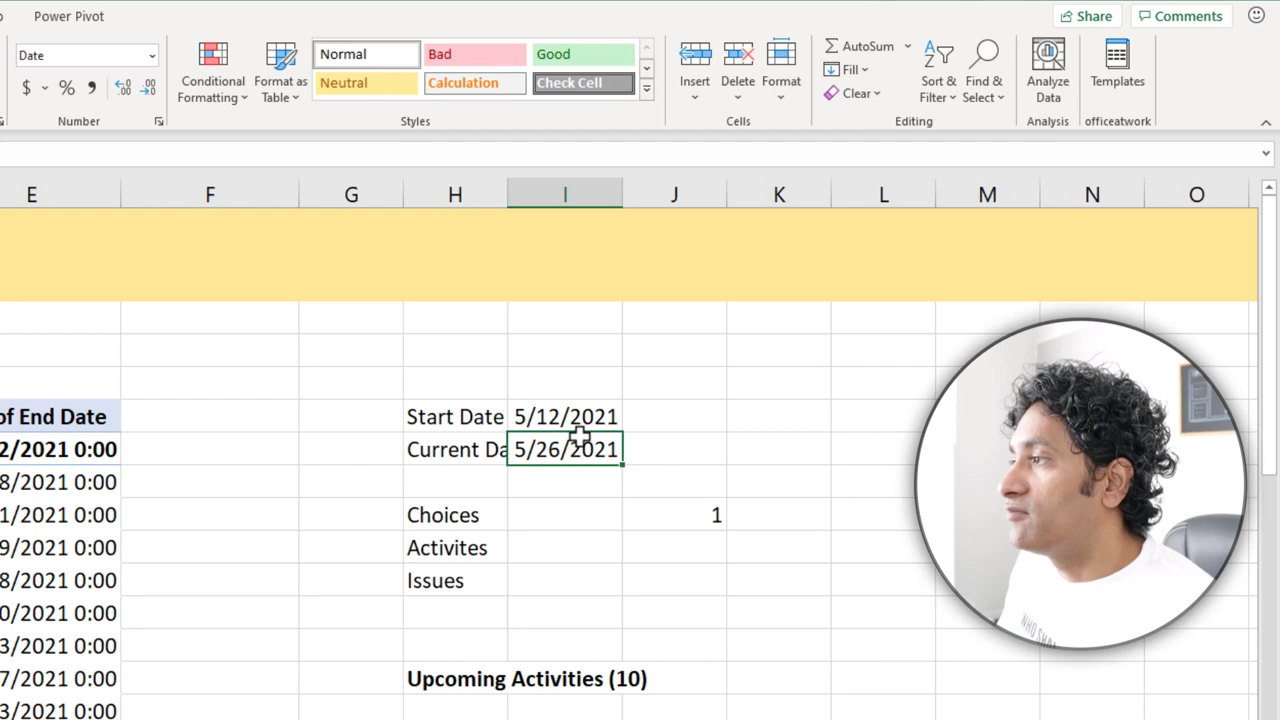 Power Pivot
Share
Comments
Date
Conditional Formatting
Format as Table
Normal
Bad
Good
Neutral
Calculation
Check Cell
Insert
Delete
Format
AutoSum
Fill
Clear
Sort & Filter
Find & Select
Analyze Data
Templates
$ % 9
Number
Styles
Cells
Editing
Analysis
officeatwork
E F G H I J K L M N O
of End Date Start Date 5/12/2021
2/2021 0:00 Current Da 5/26/2021
8/2021 0:00
1/2021 0:00 Choices 1
9/2021 0:00 Activites
8/2021 0:00 Issues
0/2021 0:00
3/2021 0:00
7/2021 0:00 Upcoming Activities (10)
3/2021 0:00
WHO SHA